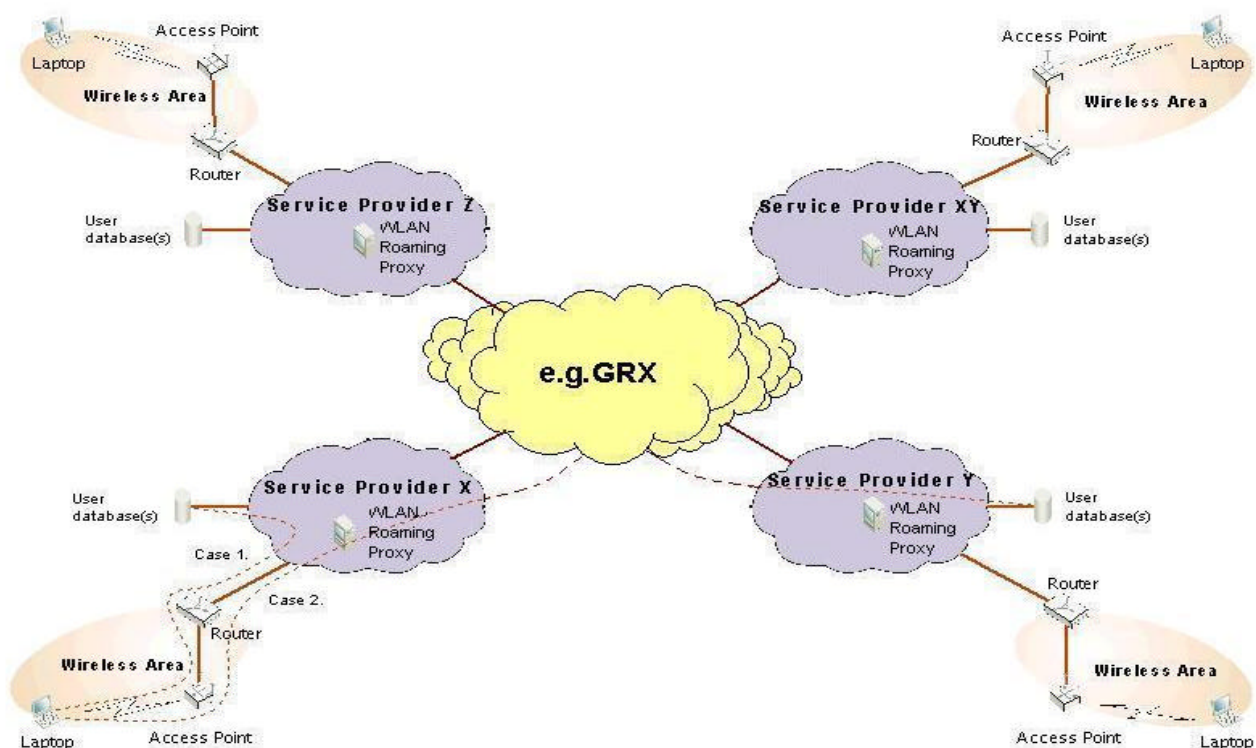 Access Point
Laptop
Wireless Area
Router
Service Provider Z
User
database(s)
WLAN
Roaming
Proxy
Access Point
Laptop
Wireless Area
Router
Service Provider XY
WLAN
Roaming
Proxy
User
database(s)
e.g.GRX
Service Provider X
User
database(s)
WLAN
Roaming
Proxy
Case 1.
Case 2.
Router
Wireless Area
Laptop
Access Point
Service Provider Y
WLAN
Roaming
Proxy
User
database(s)
Router
Wireless Area
Access Point
Laptop